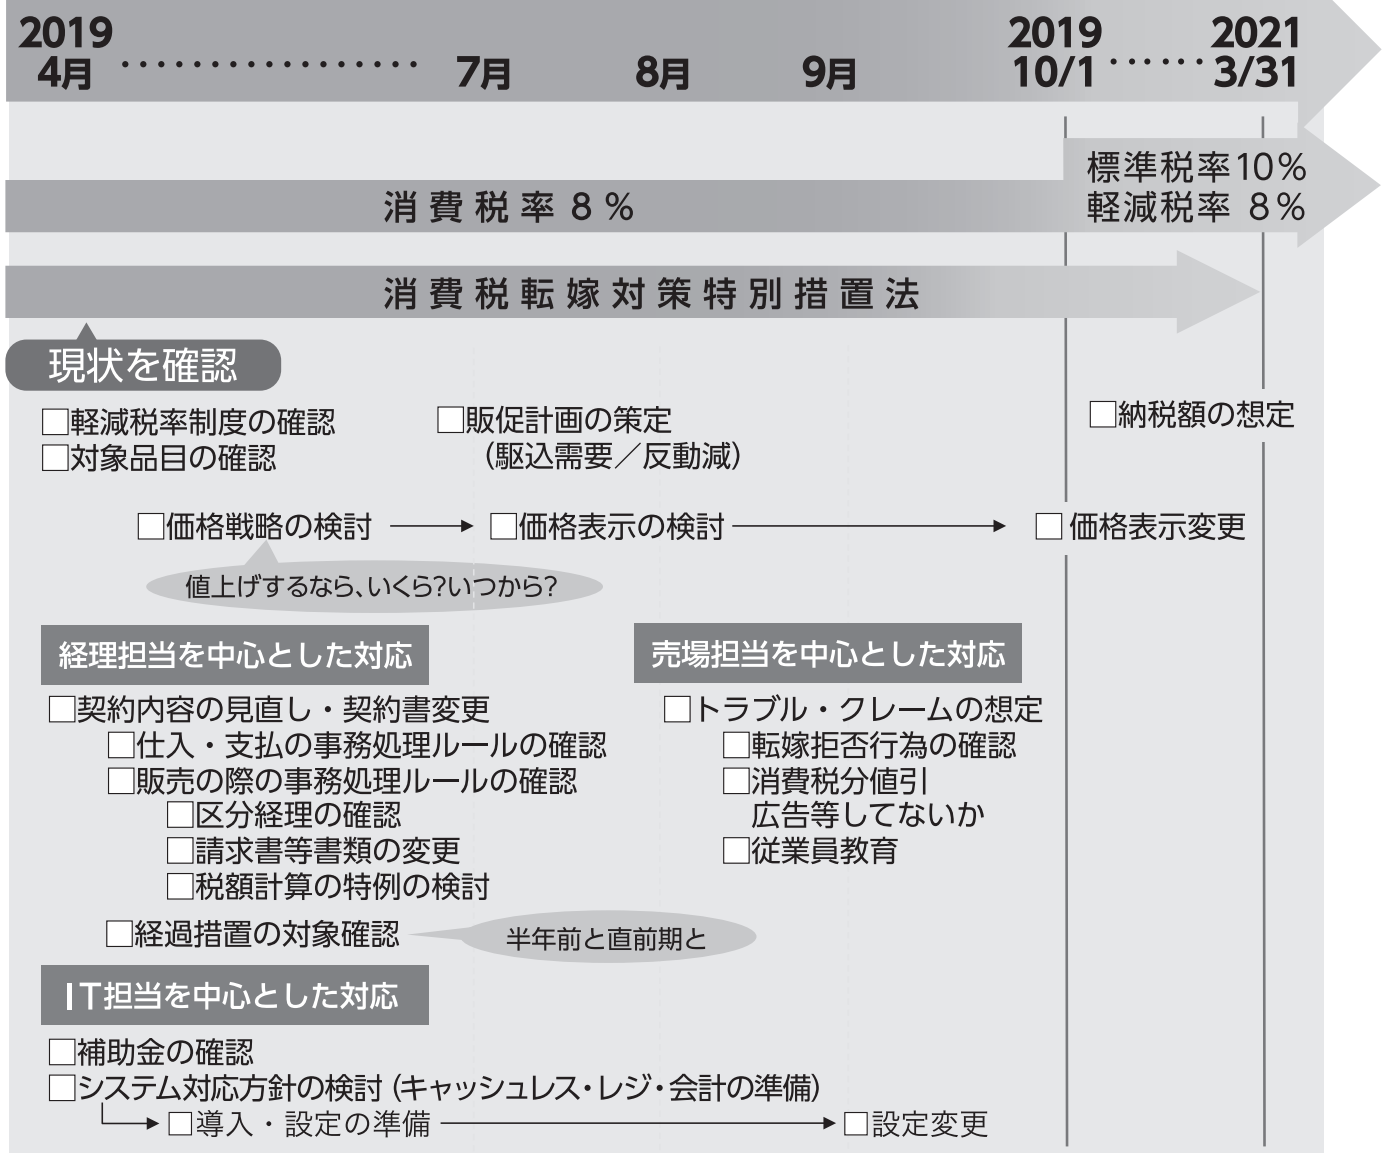 2019 2019 2021
4月 ・・・・・・・・・・・・・・・・・ 7月 8月 9月 10/1 ・・・・・・ 3/31
標準税率10%
消費税率8% 軽減税率 8%
消費税転嫁対策特別措置法
現状を確認
□軽減税率制度の確認 □販促計画の策定 □納税額の想定
□対象品目の確認 （駆込需要／反動減）
□価格戦略の検討 → □価格表示の検討 → □価格表示変更
値上げするなら、いくら?いつから?
経理担当を中心とした対応
□契約内容の見直し・契約書変更
□仕入・支払の事務処理ルールの確認
□販売の際の事務処理ルールの確認
□区分経理の確認
□請求書等書類の変更
□税額計算の特例の検討
□経過措置の対象確認
半年前と直前期と
売場担当を中心とした対応
□トラブル・クレームの想定
□転嫁拒否行為の確認
□消費税分値引
広告等してないか
□従業員教育
IT担当を中心とした対応
□補助金の確認
□システム対応方針の検討（キャッシュレス・レジ・会計の準備）
→ □導入・設定の準備 → □設定変更